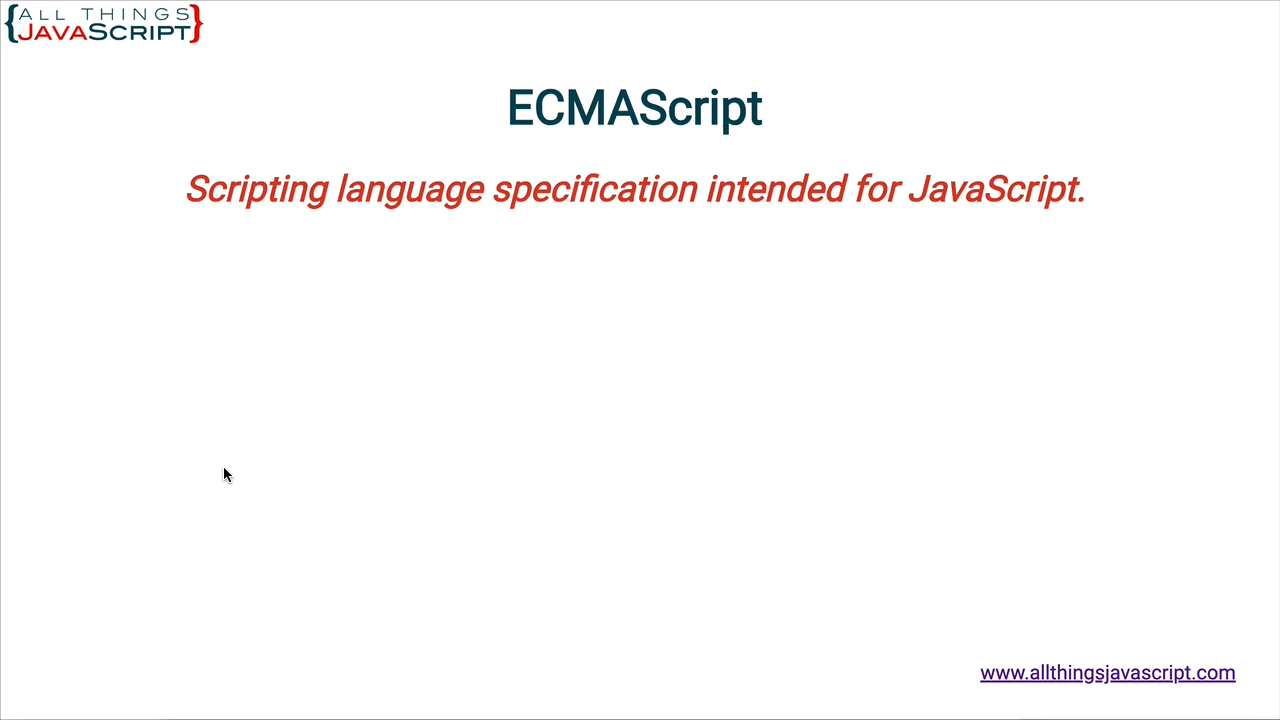 {ALL THINGS
JAVASCRIPT}
ECMAScript
Scripting language specification intended for JavaScript.
www.allthingsjavascript.com